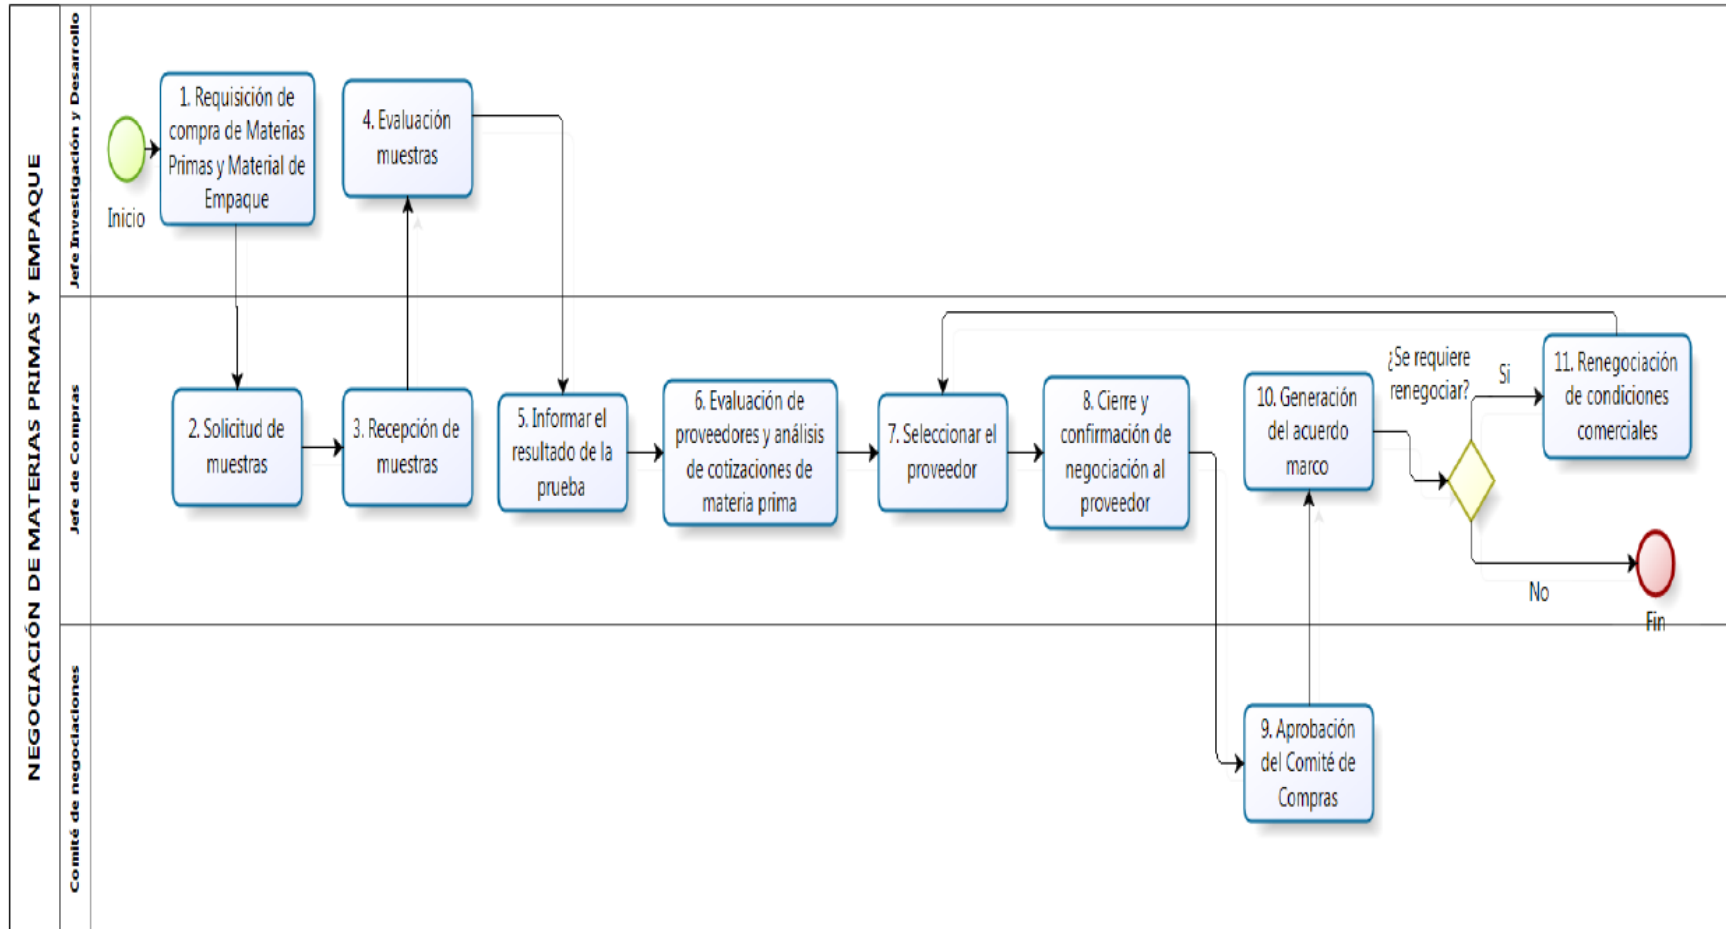 NEGOCIACIÓN DE MATERIAS PRIMAS Y EMPAQUE
Jefe Investigación y Desarrollo
Inicio
1. Requisición de
compra de Materias
Primas y Material de
Empaque
4. Evaluación
muestras
Jefe de Compras
2. Solicitud de
muestras
3. Recepción de
muestras
5. Informar el
resultado de la
prueba
6. Evaluación de
proveedores y análisis
de cotizaciones de
materia prima
7. Seleccionar el
proveedor
8. Cierre y
confirmación de
negociación al
proveedor
10. Generación
del acuerdo
marco
¿Se requiere
renegociar?
Si
11. Renegociación
de condiciones
comerciales
No
Fin
Comité de negociaciones
9. Aprobación
del Comité de
Compras